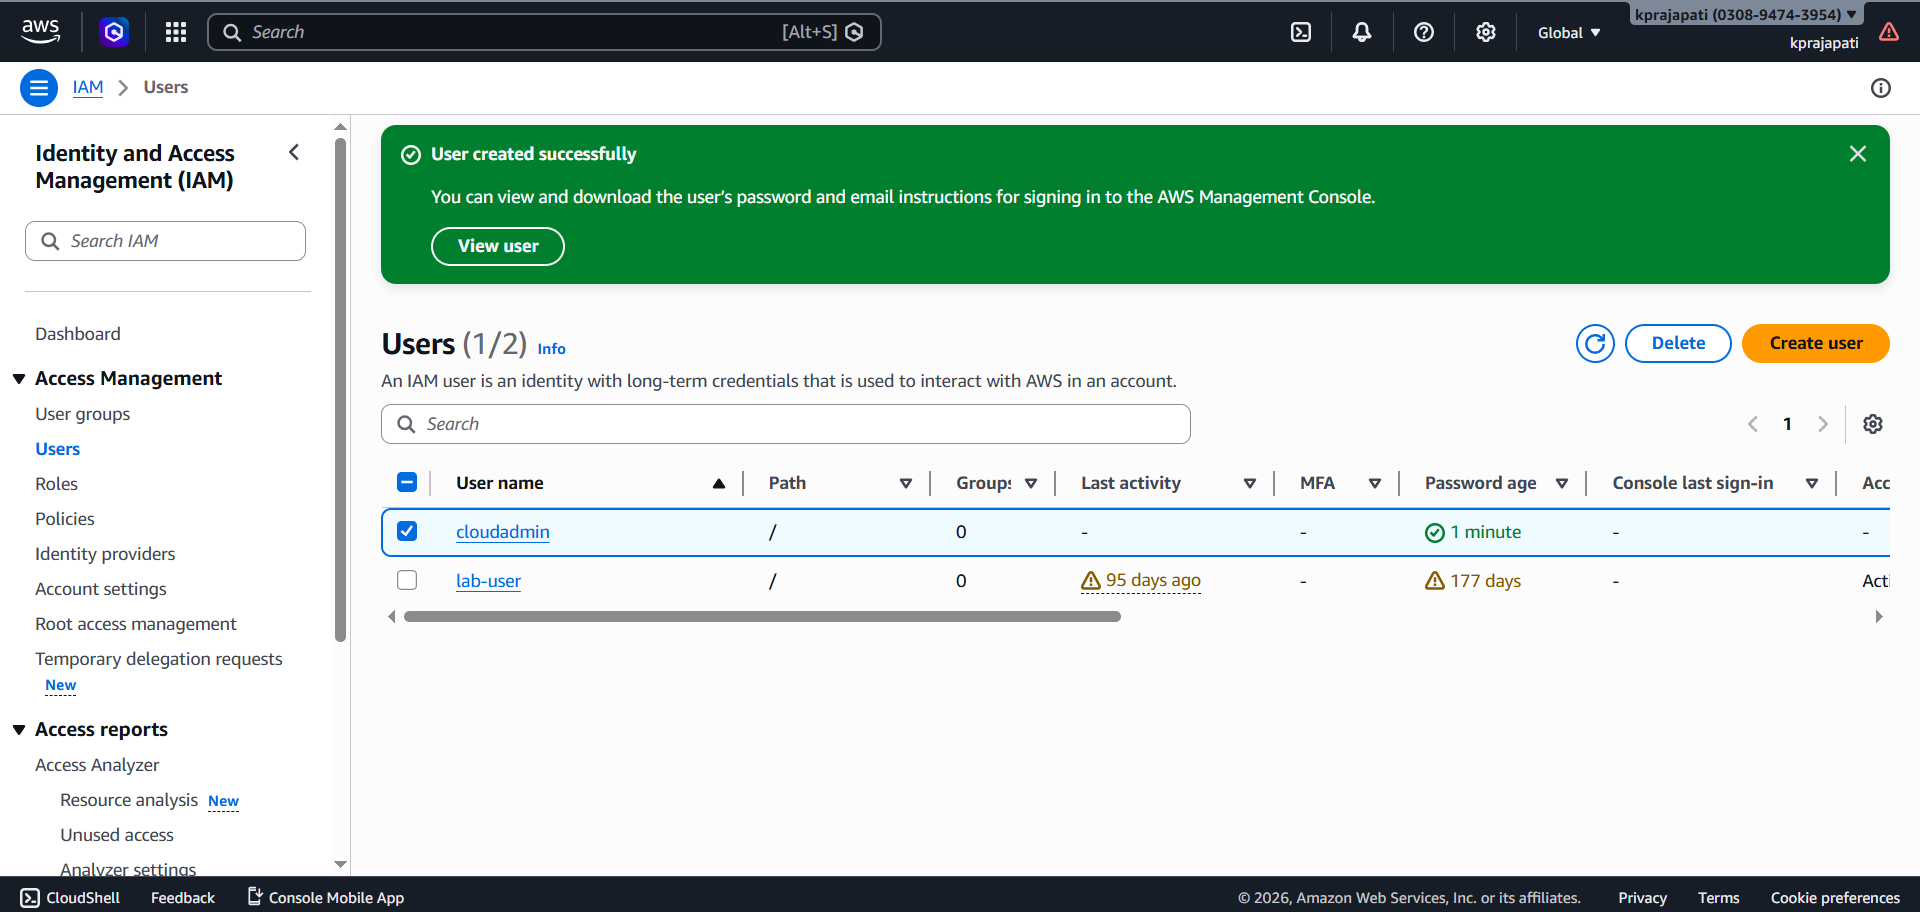 aws
Search [Alt+S]
Global
kprajapati (0308-9474-3954)
kprajapati
IAM Users
Identity and Access
Management (IAM)
Search IAM
Dashboard
Access Management
User groups
Users
Roles
Policies
Identity providers
Account settings
Root access management
Temporary delegation requests
New
Access reports
Access Analyzer
Resource analysis New
Unused access
Analyzer settings
User created successfully
You can view and download the user's password and email instructions for signing in to the AWS Management Console.
View user
Users (1/2) Info
Delete
Create user
An IAM user is an identity with long-term credentials that is used to interact with AWS in an account.
Search
1
User name Path Groups Last activity MFA Password age Console last sign-in Acc
cloudadmin / 0 - - 1 minute - -
lab-user / 0 95 days ago - 177 days - Acti
CloudShell Feedback Console Mobile App © 2026, Amazon Web Services, Inc. or its affiliates. Privacy Terms Cookie preferences